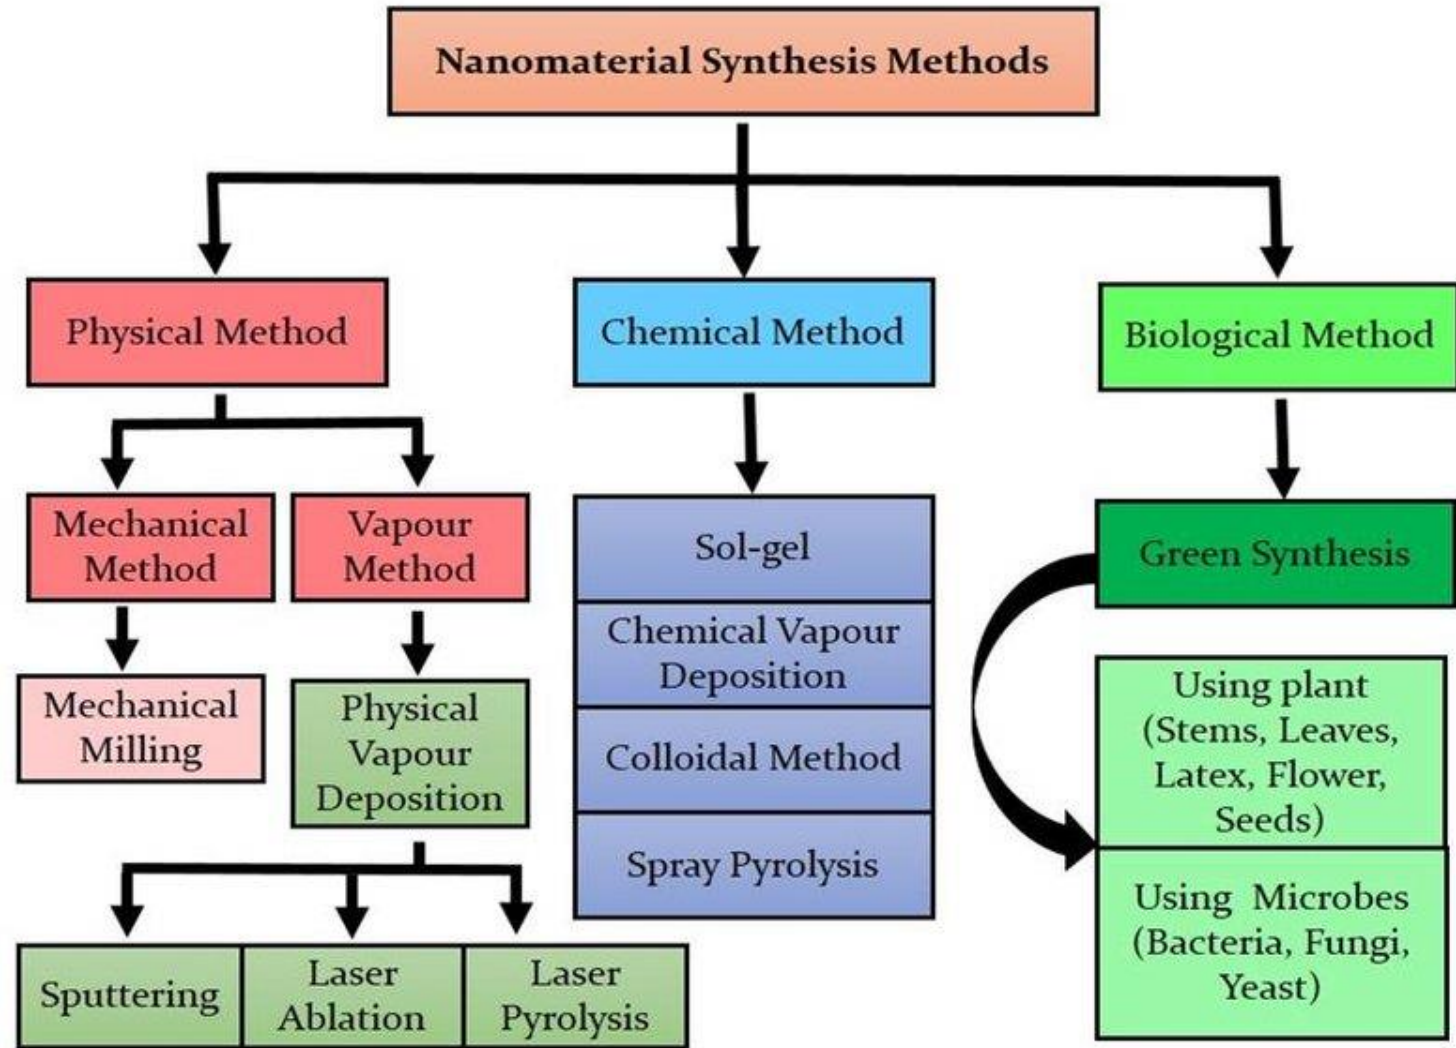 Nanomaterial Synthesis Methods
Physical Method
Chemical Method
Biological Method
Mechanical
Method
Vapour
Method
Mechanical
Milling
Physical
Vapour
Deposition
Sputtering
Laser
Ablation
Laser
Pyrolysis
Sol-gel
Chemical Vapour
Deposition
Colloidal Method
Spray Pyrolysis
Green Synthesis
Using plant
(Stems, Leaves,
Latex, Flower,
Seeds)
Using Microbes
(Bacteria, Fungi,
Yeast)